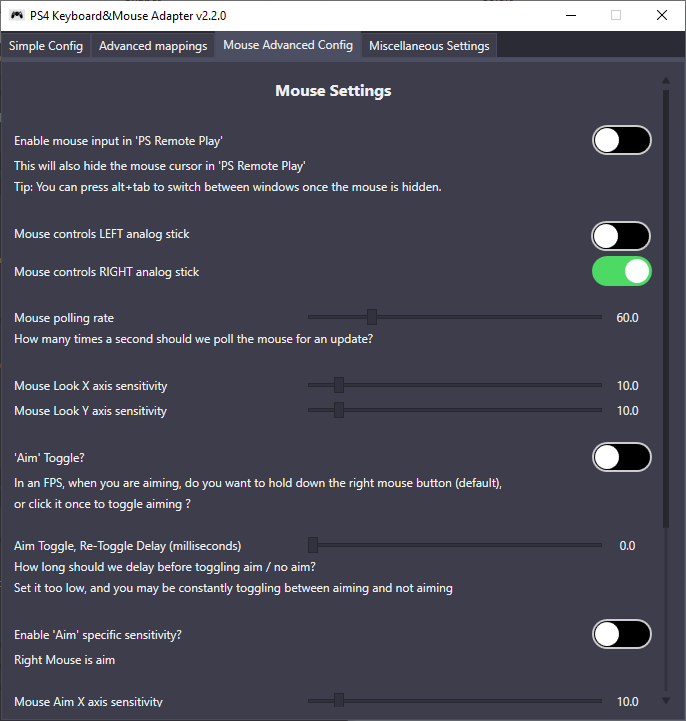 PS4 Keyboard&Mouse Adapter v2.2.0
Simple Config Advanced mappings Mouse Advanced Config Miscellaneous Settings
Mouse Settings
Enable mouse input in 'PS Remote Play'
This will also hide the mouse cursor in 'PS Remote Play'
Tip: You can press alt+tab to switch between windows once the mouse is hidden.
Mouse controls LEFT analog stick
Mouse controls RIGHT analog stick
Mouse polling rate 60.0
How many times a second should we poll the mouse for an update?
Mouse Look X axis sensitivity 10.0
Mouse Look Y axis sensitivity 10.0
'Aim' Toggle?
In an FPS, when you are aiming, do you want to hold down the right mouse button (default),
or click it once to toggle aiming ?
Aim Toggle, Re-Toggle Delay (milliseconds) 0.0
How long should we delay before toggling aim / no aim?
Set it too low, and you may be constantly toggling between aiming and not aiming
Enable 'Aim' specific sensitivity?
Right Mouse is aim
Mouse Aim X axis sensitivity 10.0